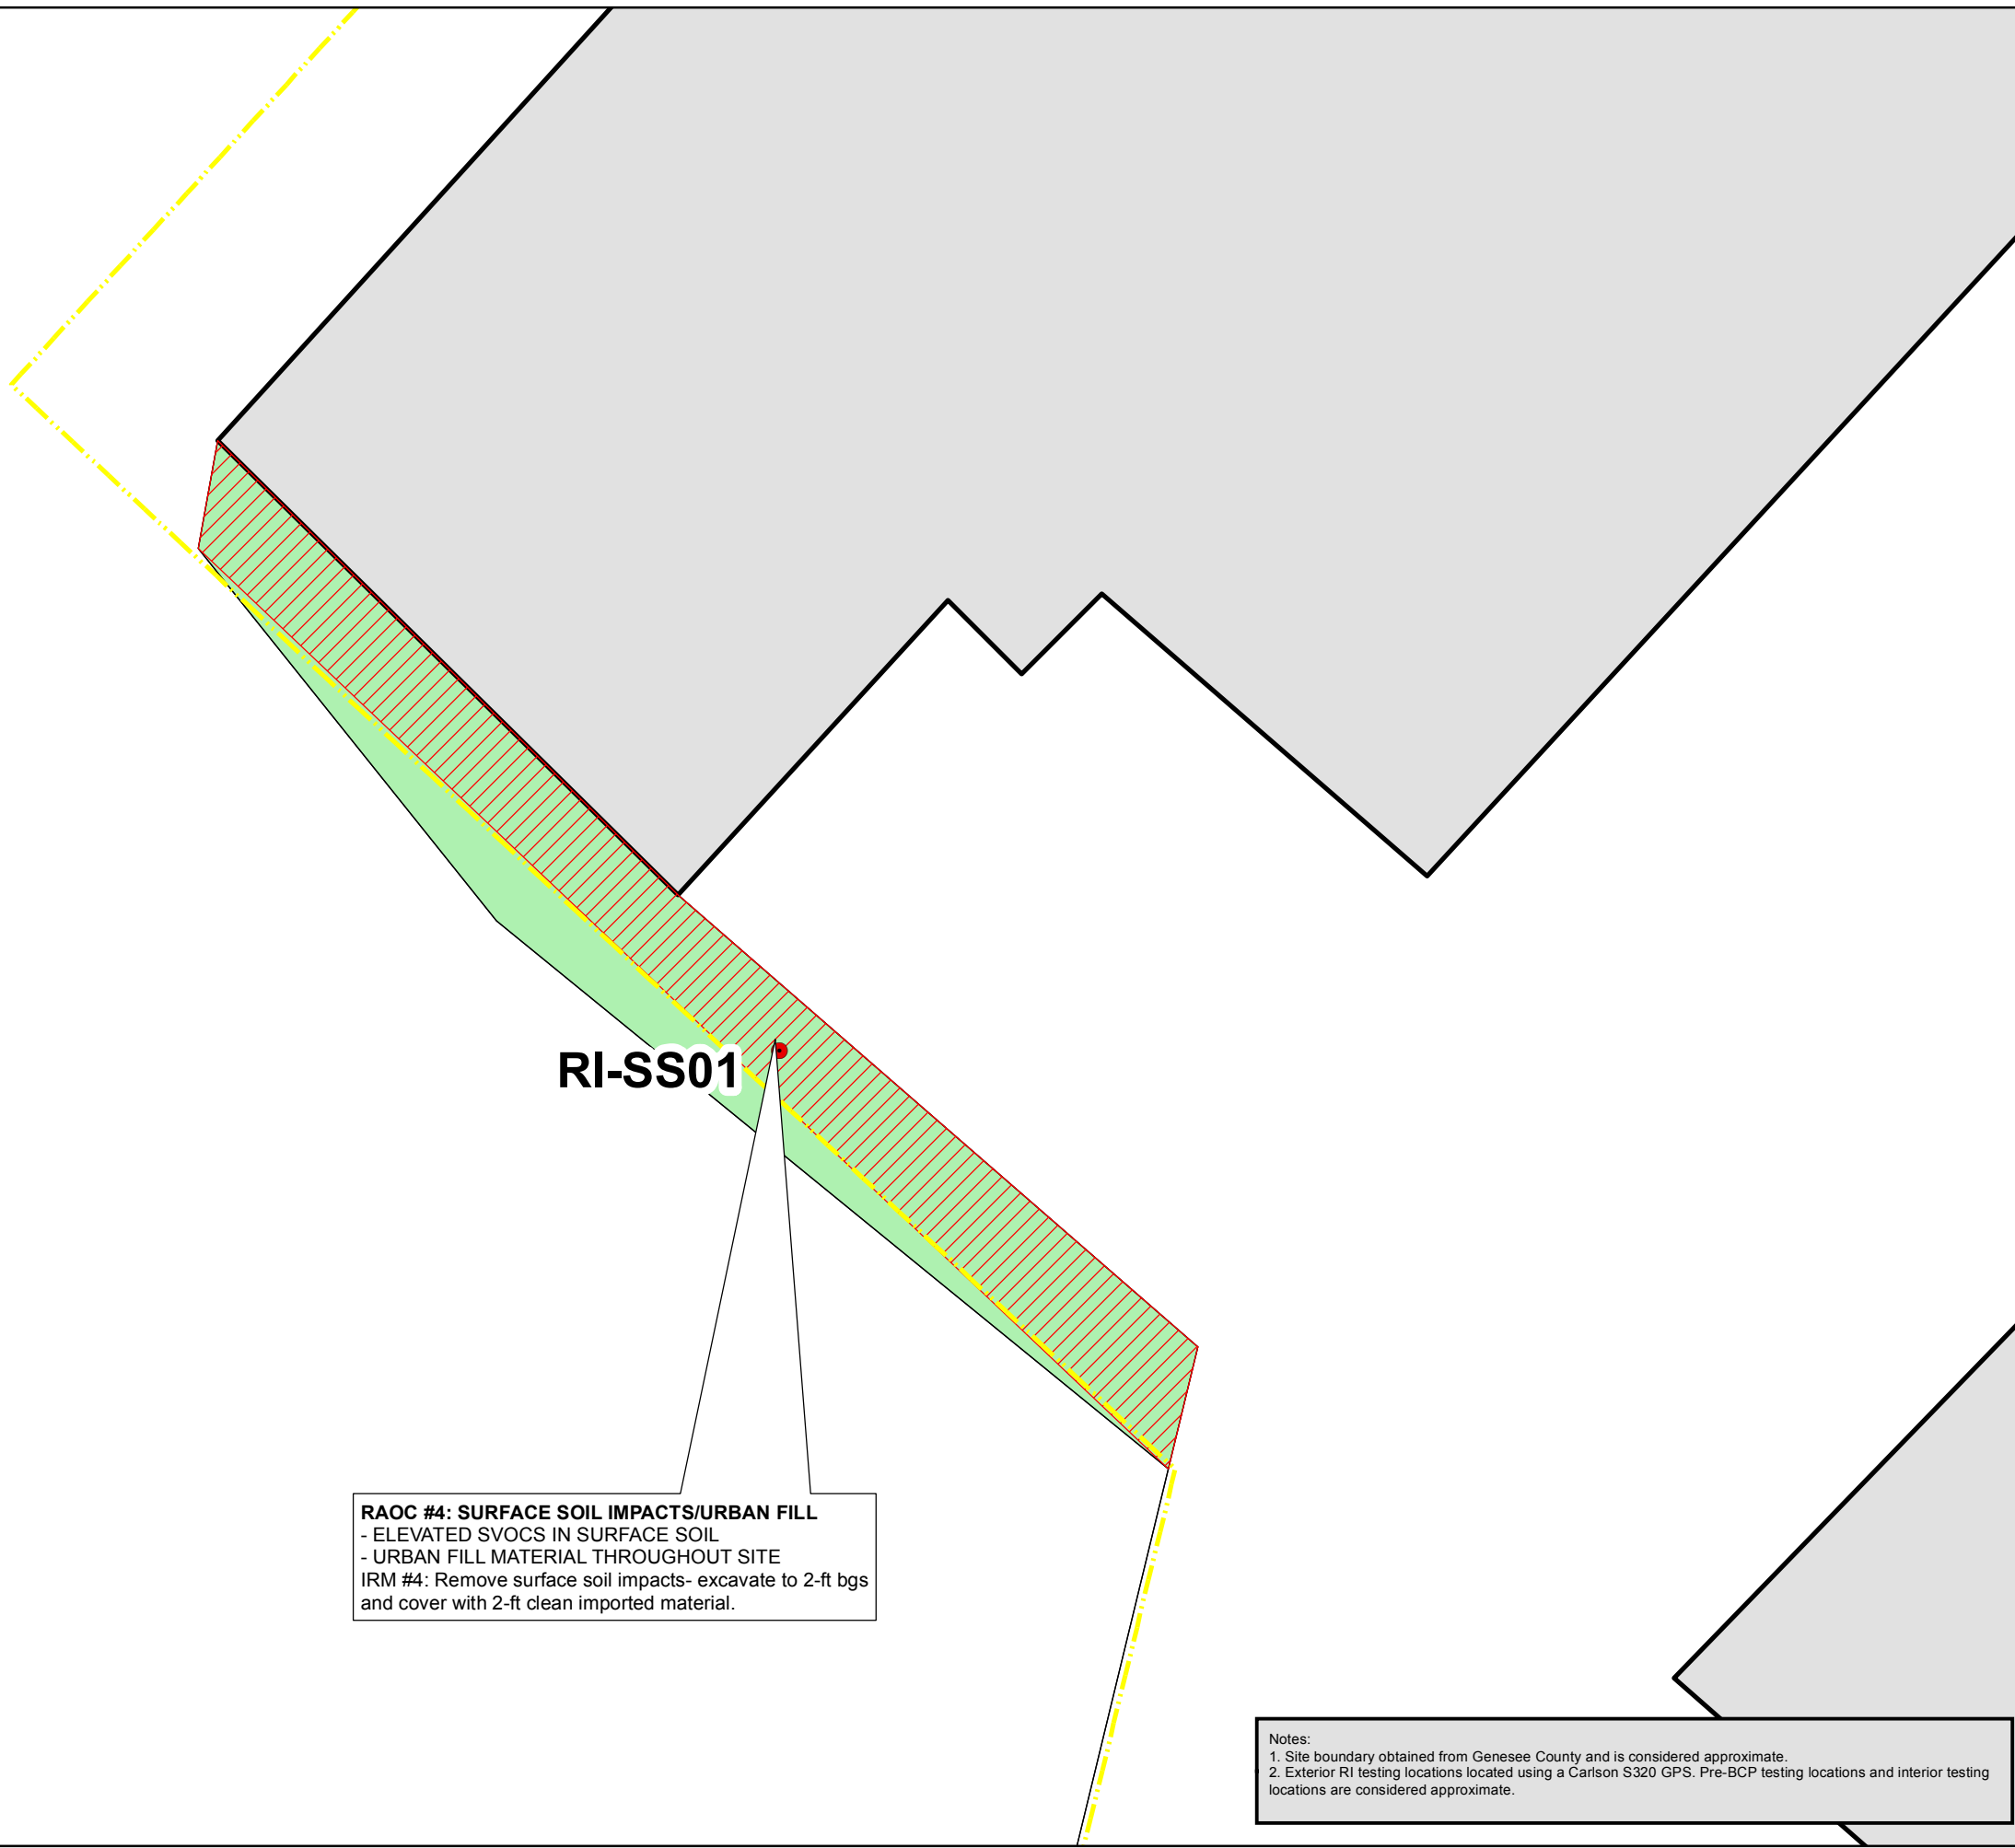 RI-SS01
RAOC #4: SURFACE SOIL IMPACTS/URBAN FILL
- ELEVATED SVOCS IN SURFACE SOIL
- URBAN FILL MATERIAL THROUGHOUT SITE
IRM #4: Remove surface soil impacts- excavate to 2-ft bgs
and cover with 2-ft clean imported material.
Notes:
1. Site boundary obtained from Genesee County and is considered approximate.
2. Exterior RI testing locations located using a Carlson S320 GPS. Pre-BCP testing locations and interior testing
locations are considered approximate.